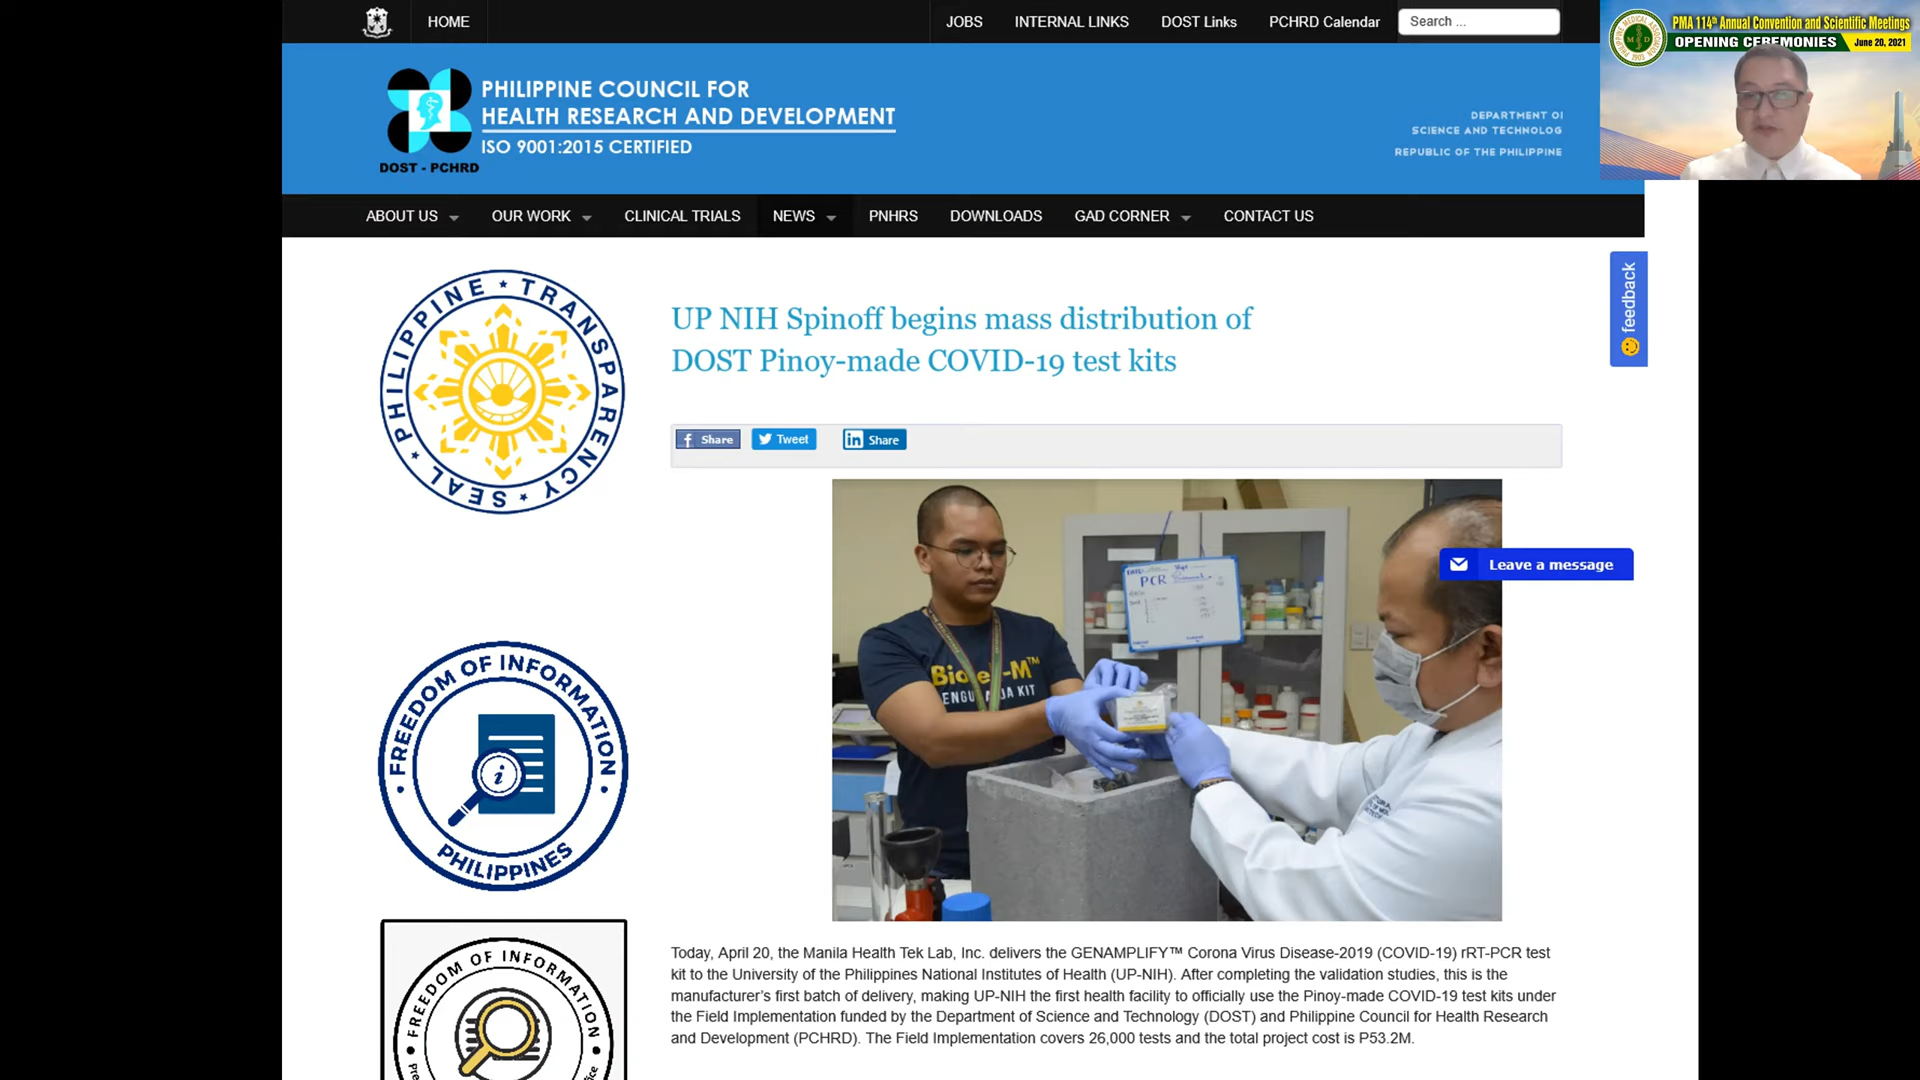 HOME
JOBS
INTERNAL LINKS
DOST Links
PCHRD Calendar
Search ...
PMA 114th Annual Convention and Scientific Meetings
OPENING CEREMONIES
June 20, 2021
PHILIPPINE MEDICAL ASSOCIATION
M D
1903
PHILIPPINE COUNCIL FOR
HEALTH RESEARCH AND DEVELOPMENT
ISO 9001:2015 CERTIFIED
DOST - PCHRD
DEPARTMENT OF
SCIENCE AND TECHNOLOG
REPUBLIC OF THE PHILIPPINE
ABOUT US
OUR WORK
CLINICAL TRIALS
NEWS
PNHRS
DOWNLOADS
GAD CORNER
CONTACT US
feedback
PHILIPPINE ★ TRANSPARENCY ★ SEAL ★
UP NIH Spinoff begins mass distribution of
DOST Pinoy-made COVID-19 test kits
Share
Tweet
Share
PCR
Biotek-M™
Leave a message
FREEDOM OF INFORMATION
i
PHILIPPINES
FREEDOM OF INFORMATION
Today, April 20, the Manila Health Tek Lab, Inc. delivers the GENAMPLIFY™ Corona Virus Disease-2019 (COVID-19) rRT-PCR test
kit to the University of the Philippines National Institutes of Health (UP-NIH). After completing the validation studies, this is the
manufacturer's first batch of delivery, making UP-NIH the first health facility to officially use the Pinoy-made COVID-19 test kits under
the Field Implementation funded by the Department of Science and Technology (DOST) and Philippine Council for Health Research
and Development (PCHRD). The Field Implementation covers 26,000 tests and the total project cost is P53.2M.